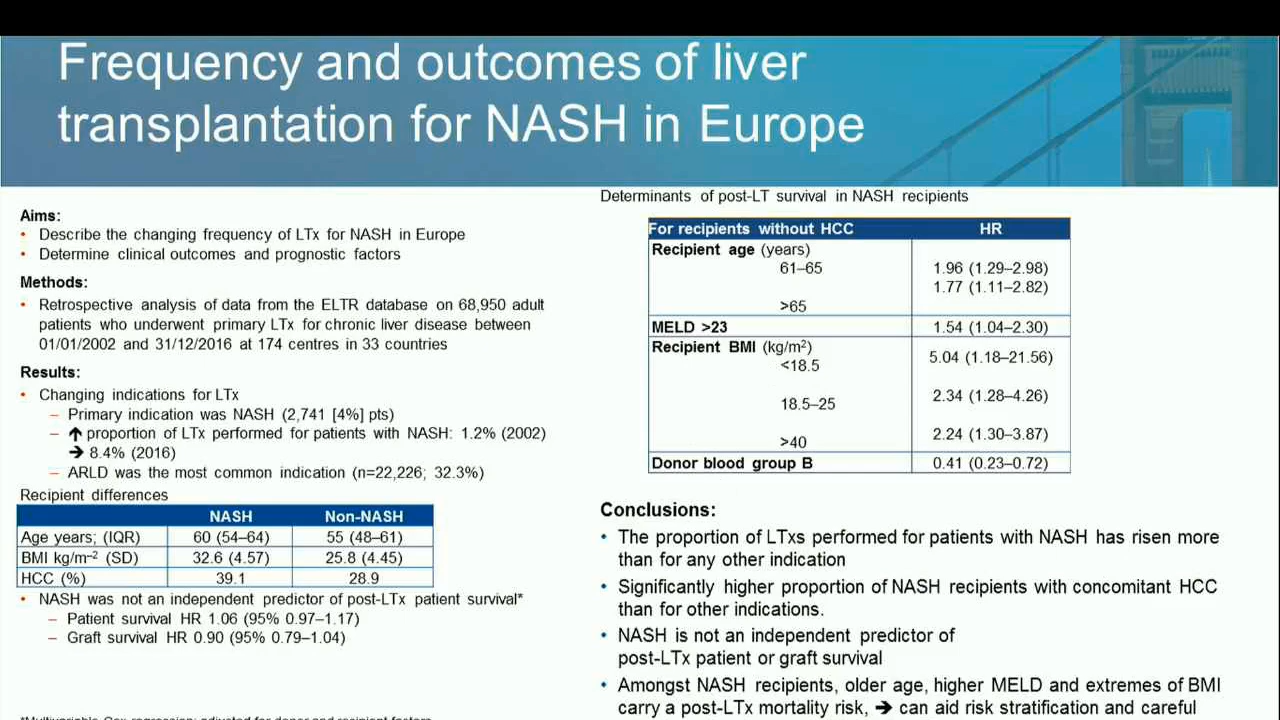 Frequency and outcomes of liver
transplantation for NASH in Europe
Aims:
• Describe the changing frequency of LTx for NASH in Europe
• Determine clinical outcomes and prognostic factors
Methods:
• Retrospective analysis of data from the ELTR database on 68,950 adult
patients who underwent primary LTx for chronic liver disease between
01/01/2002 and 31/12/2016 at 174 centres in 33 countries
Results:
• Changing indications for LTx
– Primary indication was NASH (2,741 [4%] pts)
– 🡹 proportion of LTx performed for patients with NASH: 1.2% (2002)
➔ 8.4% (2016)
– ARLD was the most common indication (n=22,226; 32.3%)
Recipient differences
NASH Non-NASH
Age years; (IQR) 60 (54–64) 55 (48–61)
BMI kg/m⁻² (SD) 32.6 (4.57) 25.8 (4.45)
HCC (%) 39.1 28.9
• NASH was not an independent predictor of post-LTx patient survival*
– Patient survival HR 1.06 (95% 0.97–1.17)
– Graft survival HR 0.90 (95% 0.79–1.04)
*Multivariable Cox regression; adjusted for donor and recipient factors
Determinants of post-LT survival in NASH recipients
For recipients without HCC HR
Recipient age (years)
61–65 1.96 (1.29–2.98)
1.77 (1.11–2.82)
>65
MELD >23 1.54 (1.04–2.30)
Recipient BMI (kg/m²)
<18.5 5.04 (1.18–21.56)
18.5–25 2.34 (1.28–4.26)
>40 2.24 (1.30–3.87)
Donor blood group B 0.41 (0.23–0.72)
Conclusions:
• The proportion of LTxs performed for patients with NASH has risen more
than for any other indication
• Significantly higher proportion of NASH recipients with concomitant HCC
than for other indications.
• NASH is not an independent predictor of
post-LTx patient or graft survival
• Amongst NASH recipients, older age, higher MELD and extremes of BMI
carry a post-LTx mortality risk, ➔ can aid risk stratification and careful